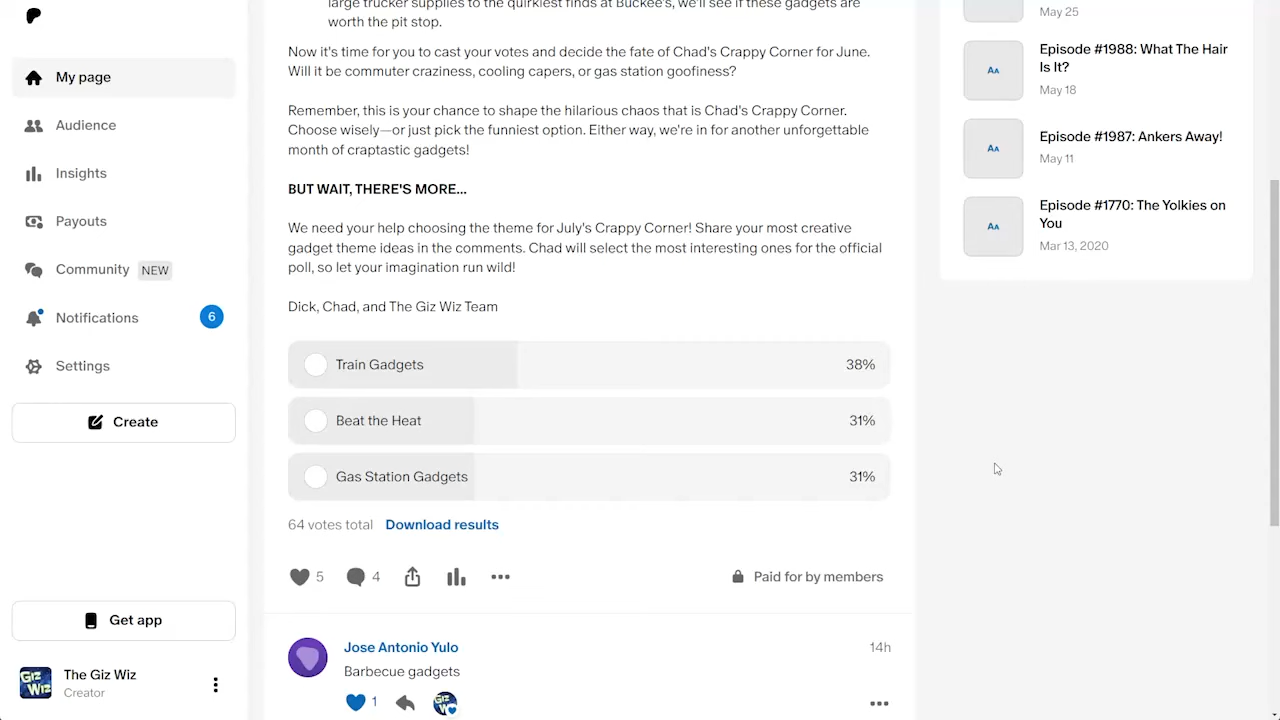 My page
Audience
Insights
Payouts
Community NEW
Notifications 6
Settings
Create
Get app
The Giz Wiz
Creator
large trucker supplies to the quirkiest finds at Buckee's, we'll see if these gadgets are
worth the pit stop.
Now it's time for you to cast your votes and decide the fate of Chad's Crappy Corner for June.
Will it be commuter craziness, cooling capers, or gas station goofiness?
Remember, this is your chance to shape the hilarious chaos that is Chad's Crappy Corner.
Choose wisely—or just pick the funniest option. Either way, we're in for another unforgettable
month of craptastic gadgets!
BUT WAIT, THERE'S MORE...
We need your help choosing the theme for July's Crappy Corner! Share your most creative
gadget theme ideas in the comments. Chad will select the most interesting ones for the official
poll, so let your imagination run wild!
Dick, Chad, and The Giz Wiz Team
Train Gadgets 38%
Beat the Heat 31%
Gas Station Gadgets 31%
64 votes total Download results
5 4 Paid for by members
Jose Antonio Yulo 14h
Barbecue gadgets
1
May 25
Episode #1988: What The Hair
Is It?
May 18
Episode #1987: Ankers Away!
May 11
Episode #1770: The Yolkies on
You
Mar 13, 2020